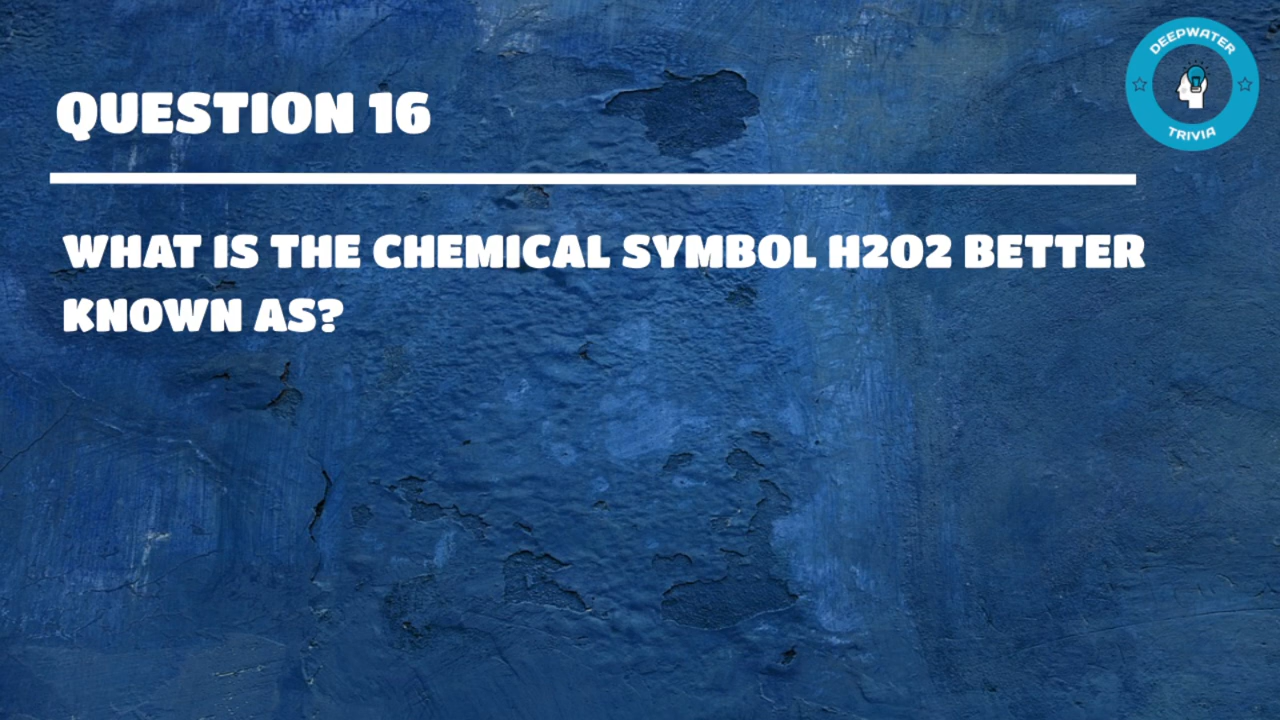 DEEPWATER
TRIVIA
QUESTION 16
WHAT IS THE CHEMICAL SYMBOL H2O2 BETTER
KNOWN AS?